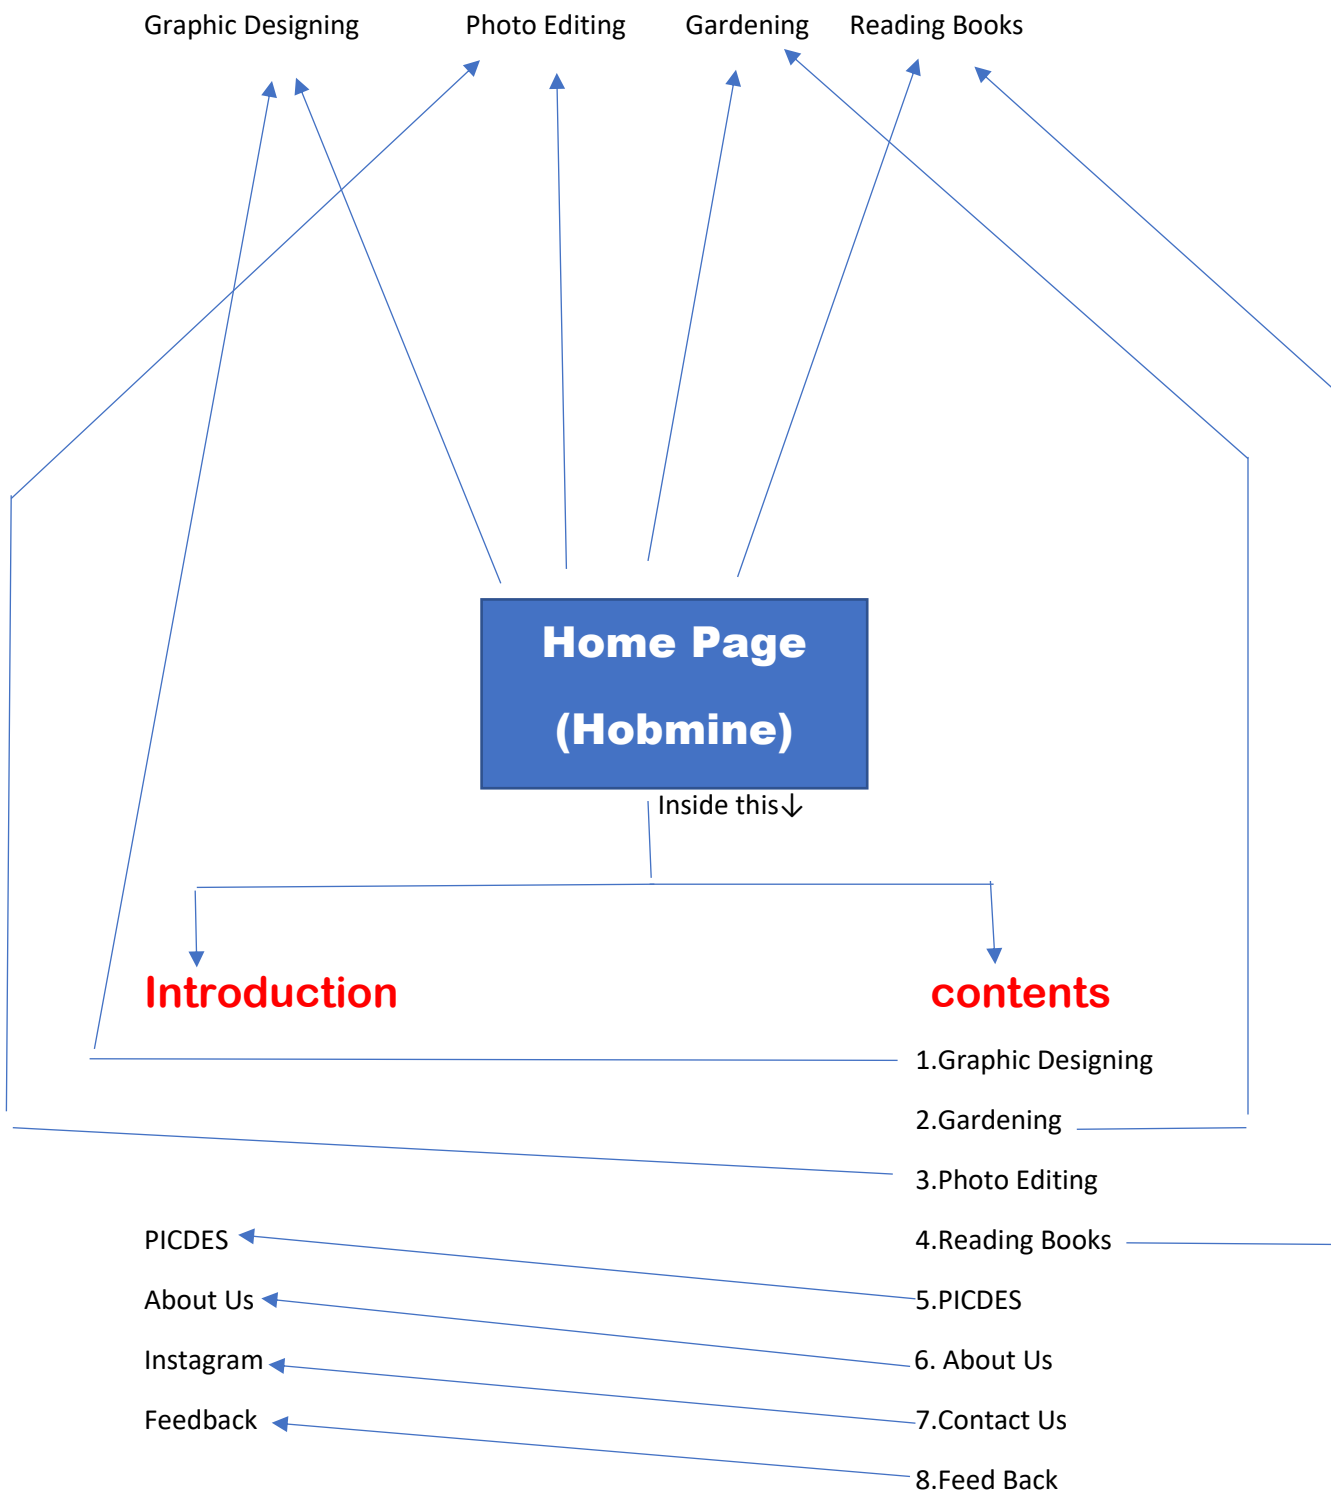 Graphic Designing Photo Editing Gardening Reading Books
Home Page
(Hobmine)
Inside this↓
Introduction
contents
1.Graphic Designing
2.Gardening
3.Photo Editing
PICDES
4.Reading Books
About Us
5.PICDES
Instagram
6. About Us
Feedback
7.Contact Us
8.Feed Back